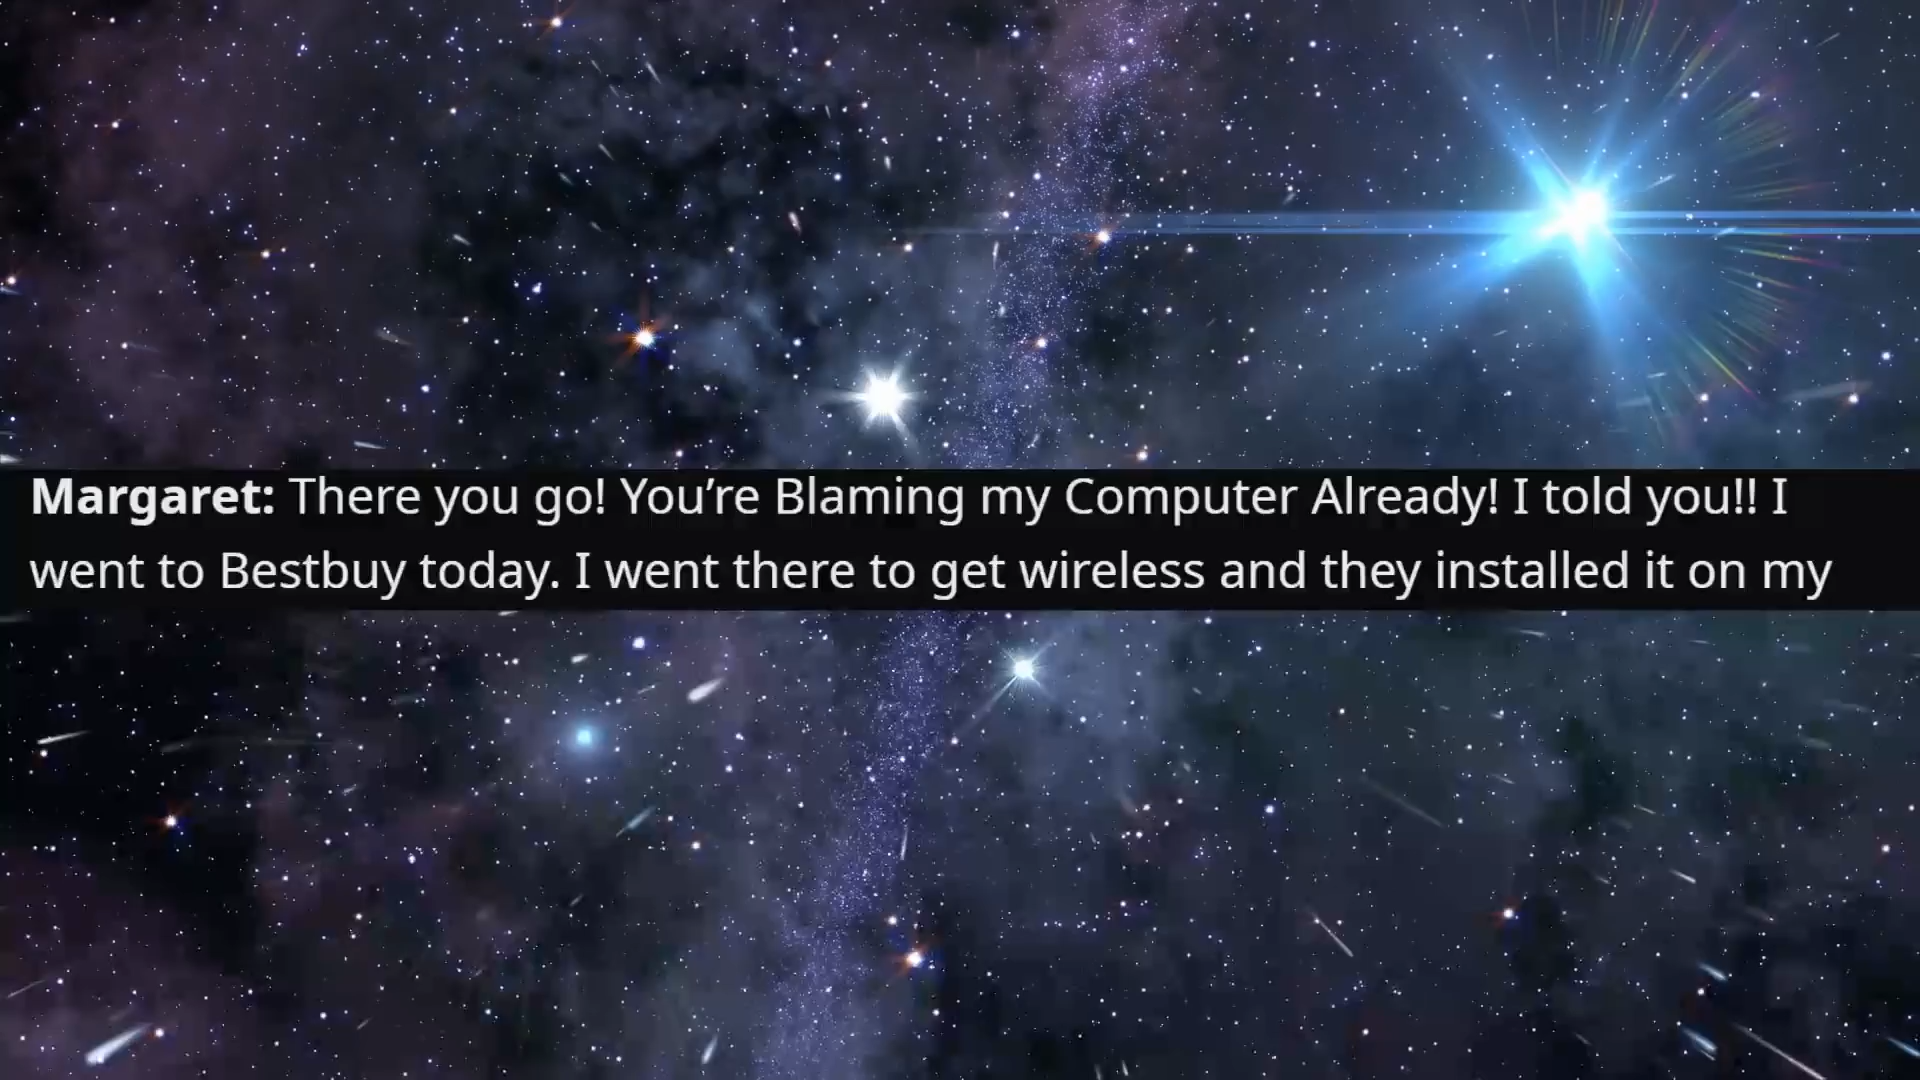 Margaret: There you go! You’re Blaming my Computer Already! I told you!! I
went to Bestbuy today. I went there to get wireless and they installed it on my